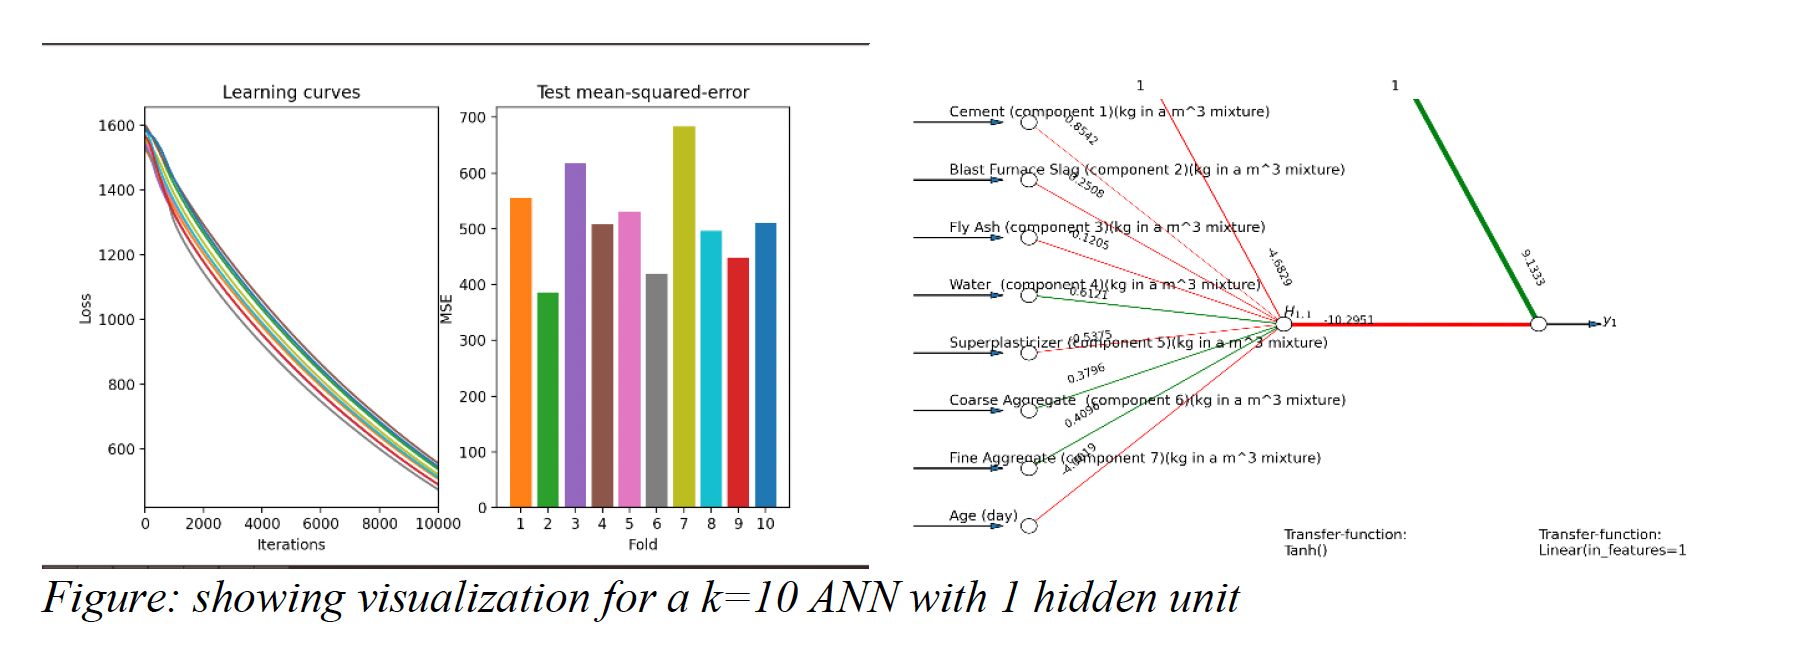 Learning curves
1600
1400
1200
1000
800
600
Loss
0 2000 4000 6000 8000 10000
Iterations
Test mean-squared-error
700
600
500
400
300
200
100
0
MSE
1 2 3 4 5 6 7 8 9 10
Fold
1
1
Cement (component 1)(kg in a m^3 mixture)
0.8542
Blast Furnace Slag (component 2)(kg in a m^3 mixture)
0.2508
Fly Ash (component 3)(kg in a m^3 mixture)
0.1205
-4.6829
9.1333
Water (component 4)(kg in a m^3 mixture)
0.6121
H1,1
-10.2951
y1
Superplasticizer (component 5)(kg in a m^3 mixture)
0.5375
0.3796
Coarse Aggregate (component 6)(kg in a m^3 mixture)
Fine Aggregate (component 7)(kg in a m^3 mixture)
Age (day)
Transfer-function:
Tanh()
Transfer-function:
Linear(in_features=1
Figure: showing visualization for a k=10 ANN with 1 hidden unit